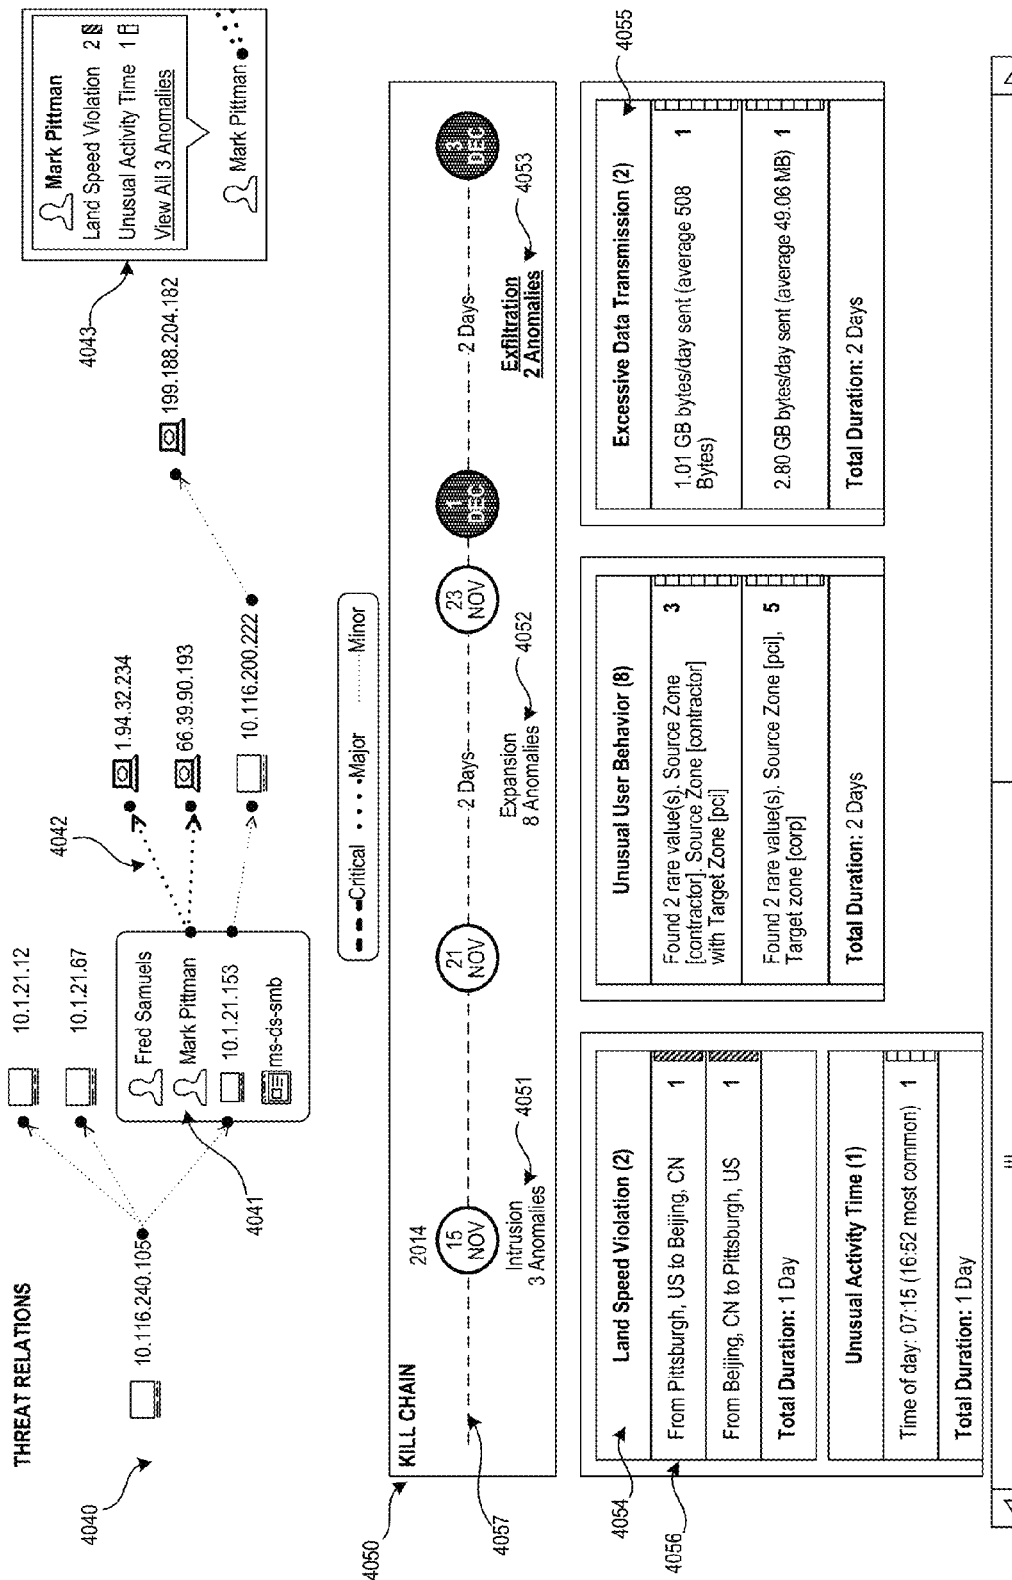 THREAT RELATIONS
4040
10.116.240.105
10.1.21.12
10.1.21.67
Fred Samuels
Mark Pittman
10.1.21.153
ms-ds-smb
4041
4042
1.94.32.234
66.39.90.193
10.116.200.222
199.188.204.182
4043
Mark Pittman
Land Speed Violation 2
Unusual Activity Time 1
View All 3 Anomalies
Mark Pittman
Critical Major Minor
4050
KILL CHAIN
2014
15 NOV
21 NOV
2 Days
23 NOV
1 DEC
2 Days
3 DEC
4057
Intrusion
3 Anomalies
4051
Expansion
8 Anomalies
4052
Exfiltration
2 Anomalies
4053
4054
4056
Land Speed Violation (2)
From Pittsburgh, US to Beijing, CN 1
From Beijing, CN to Pittsburgh, US 1
Total Duration: 1 Day
Unusual Activity Time (1)
Time of day: 07:15 (16:52 most common) 1
Total Duration: 1 Day
Unusual User Behavior (8)
Found 2 rare value(s). Source Zone
[contractor]. Source Zone [contractor]
with Target Zone [pci]
3
Found 2 rare value(s). Source Zone [pci],
Target zone [corp]
5
Total Duration: 2 Days
4055
Excessive Data Transmission (2)
1.01 GB bytes/day sent (average 508
Bytes)
1
2.80 GB bytes/day sent (average 49.06 MB) 1
Total Duration: 2 Days